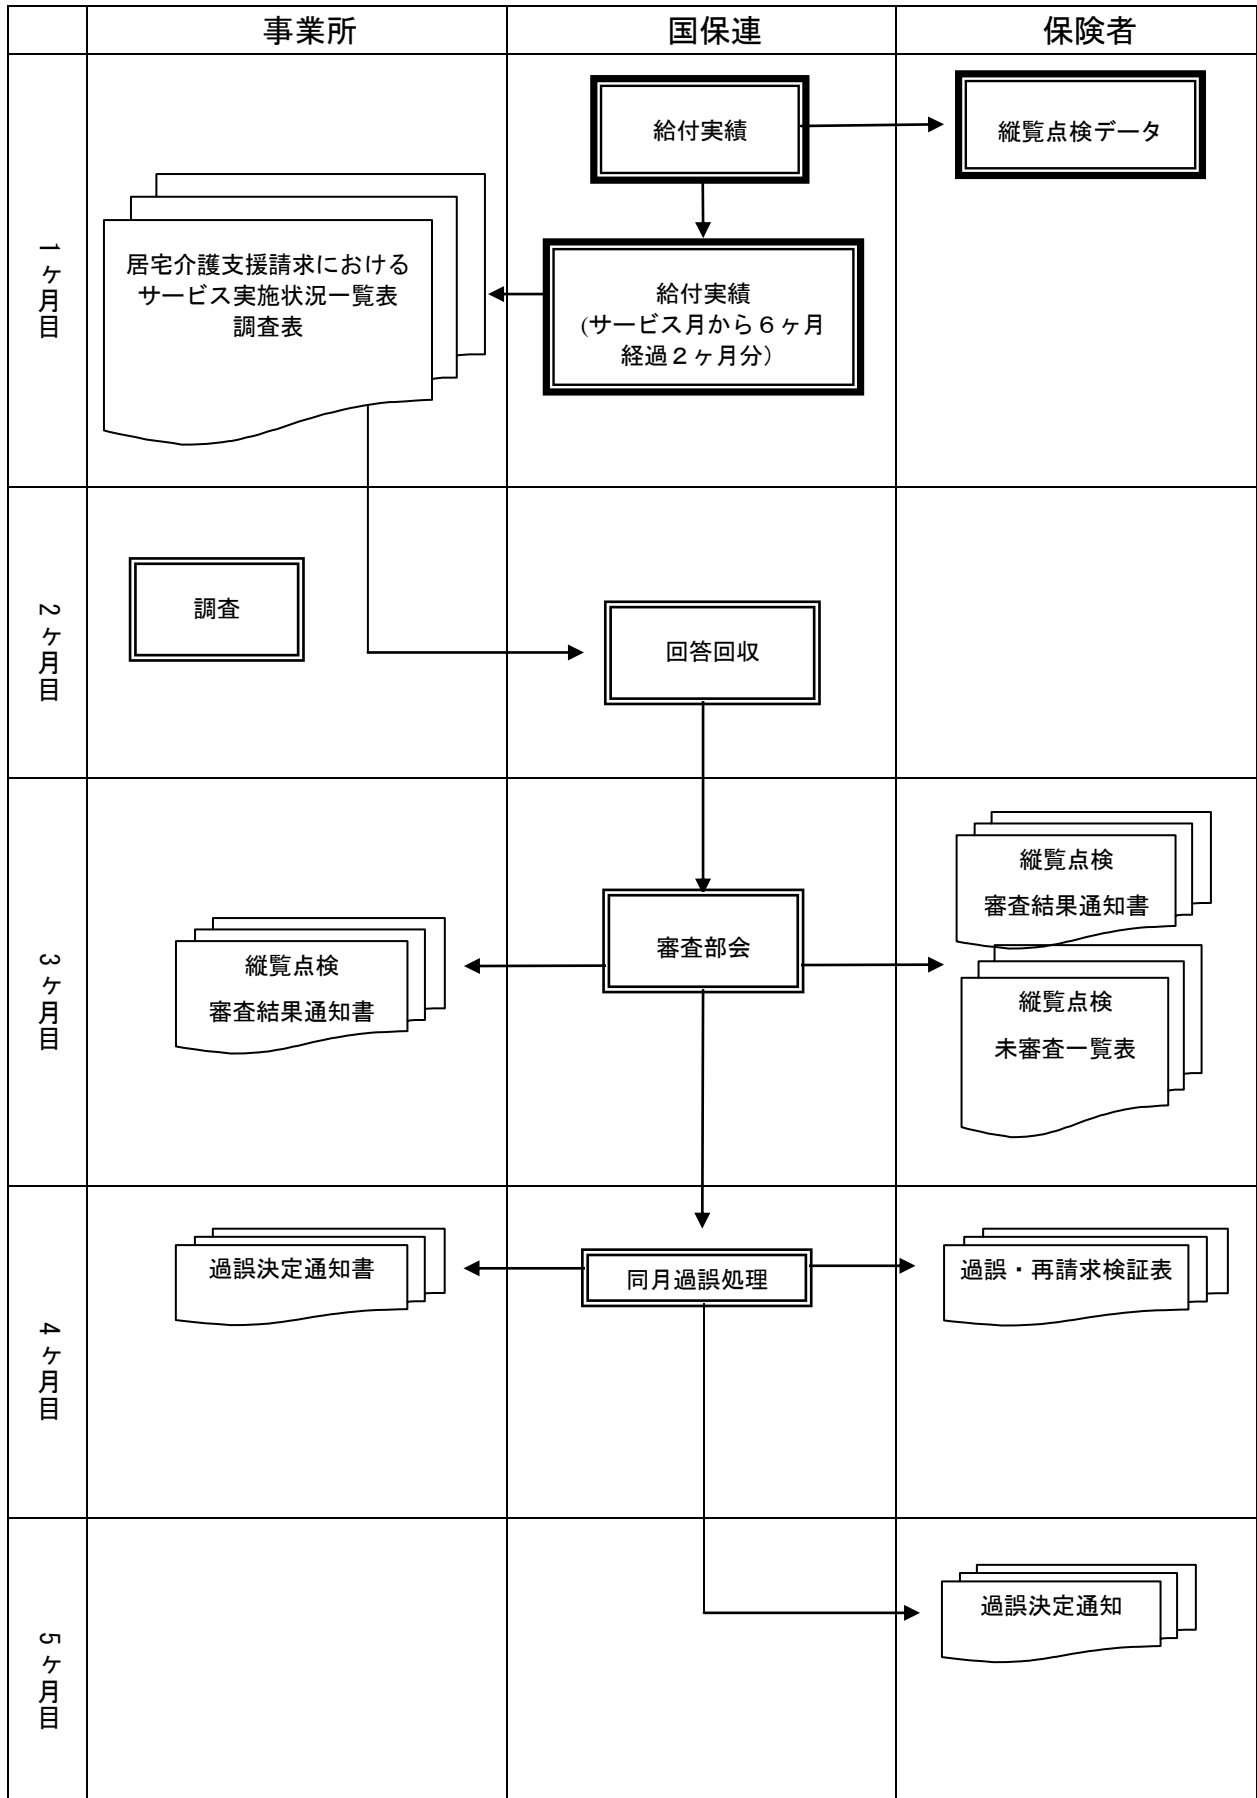 事業所
国保連
保険者
1ヶ月目
給付実績
縦覧点検データ
居宅介護支援請求における
サービス実施状況一覧表
調査表
給付実績
(サービス月から６ヶ月
経過２ヶ月分）
2ヶ月目
調査
回答回収
3ヶ月目
縦覧点検
審査結果通知書
審査部会
縦覧点検
審査結果通知書
縦覧点検
未審査一覧表
4ヶ月目
過誤決定通知書
同月過誤処理
過誤・再請求検証表
5ヶ月目
過誤決定通知